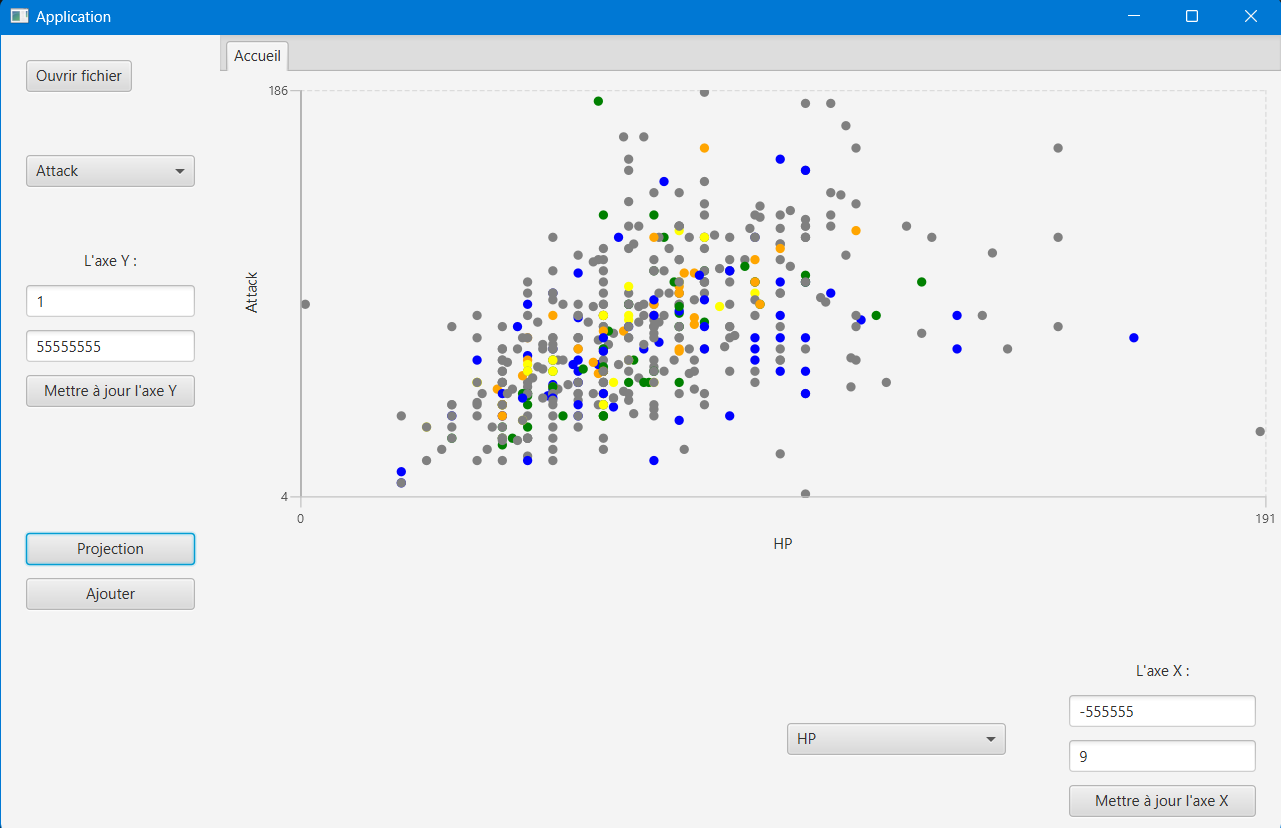 Application
Ouvrir fichier
Accueil
Attack
L'axe Y :
1
55555555
Mettre à jour l'axe Y
Projection
Ajouter
186
Attack
4
0
191
HP
HP
L'axe X :
-555555
9
Mettre à jour l'axe X